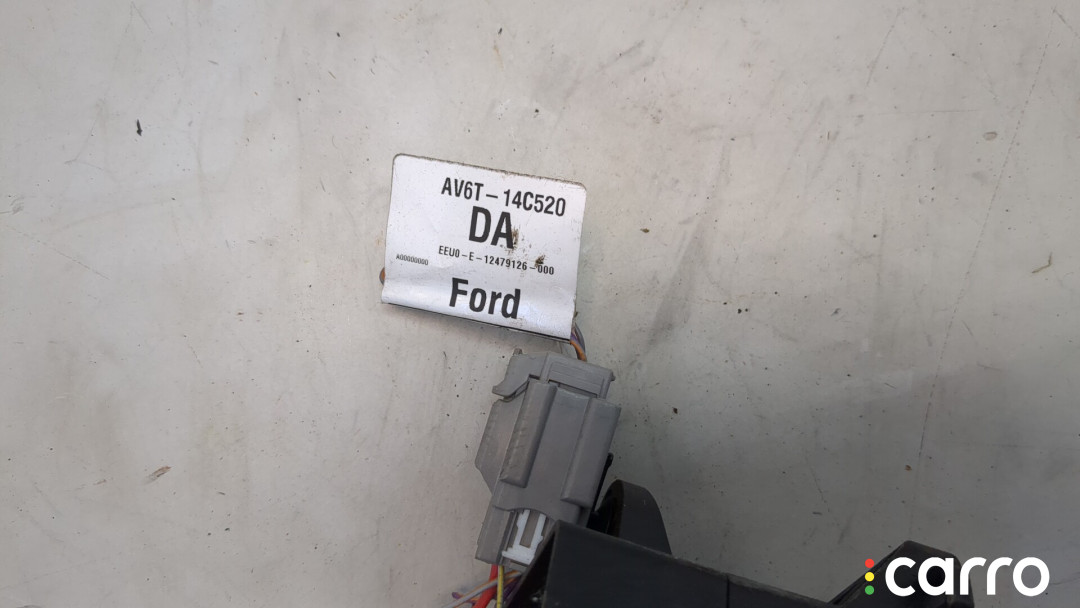 AV6T-14C520
DA
EEU0-E-12479126-000
A00000000
Ford
carro